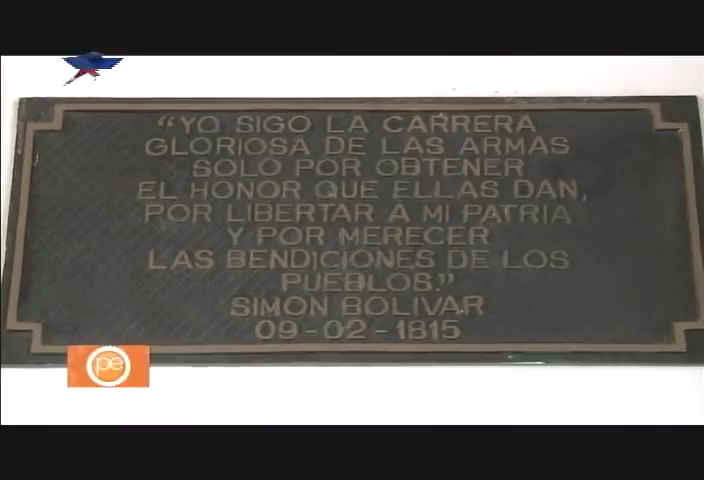 “YO SIGO LA CARRERA
GLORIOSA DE LAS ARMAS
SOLO POR OBTENER
EL HONOR QUE ELLAS DAN,
POR LIBERTAR A MI PATRIA
Y POR MERECER
LAS BENDICIONES DE LOS
PUEBLOS.”
SIMON BOLIVAR
09-02-1815
pe